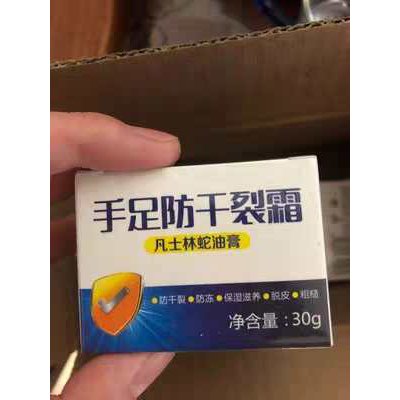 手足防干裂霜
凡士林蛇油膏
防干裂 防冻 保湿滋养 脱皮 粗糙
净含量:30g